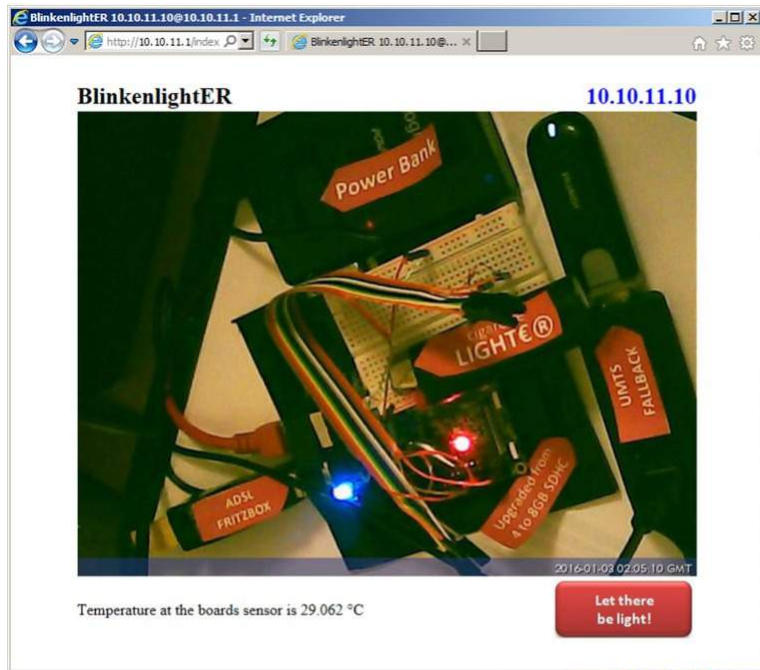 BlinkenlightER 10.10.11.10@10.10.11.1 - Internet Explorer
http://10.10.11.1/index
BlinkenlightER 10.10.11.10@...
BlinkenlightER
10.10.11.10
Power Bank
cigarette
LIGHT€®
UMTS
FALLBACK
ADSL
FRITZBOX
Upgraded from
4 to 8GB SDHC
2016-01-03 02:05:10 GMT
Temperature at the boards sensor is 29.062 °C
Let there
be light!